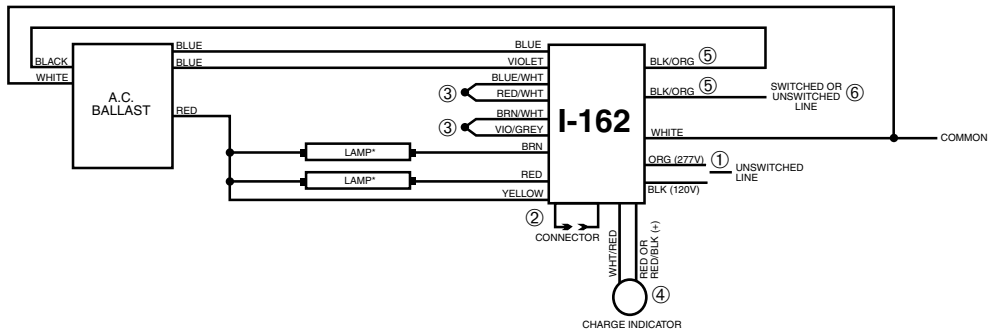 BLACK
WHITE
A.C.
BALLAST
BLUE
BLUE
RED
BLUE
VIOLET
BLUE/WHT
③ RED/WHT
BRN/WHT
③ VIO/GREY
BRN
LAMP*
RED
LAMP*
YELLOW
I-162
BLK/ORG ⑤
BLK/ORG ⑤
SWITCHED OR
UNSWITCHED ⑥
LINE
WHITE
COMMON
ORG (277V) ①
UNSWITCHED
LINE
BLK (120V)
②
CONNECTOR
WHT/RED
RED OR
RED/BLK (+)
④
CHARGE INDICATOR